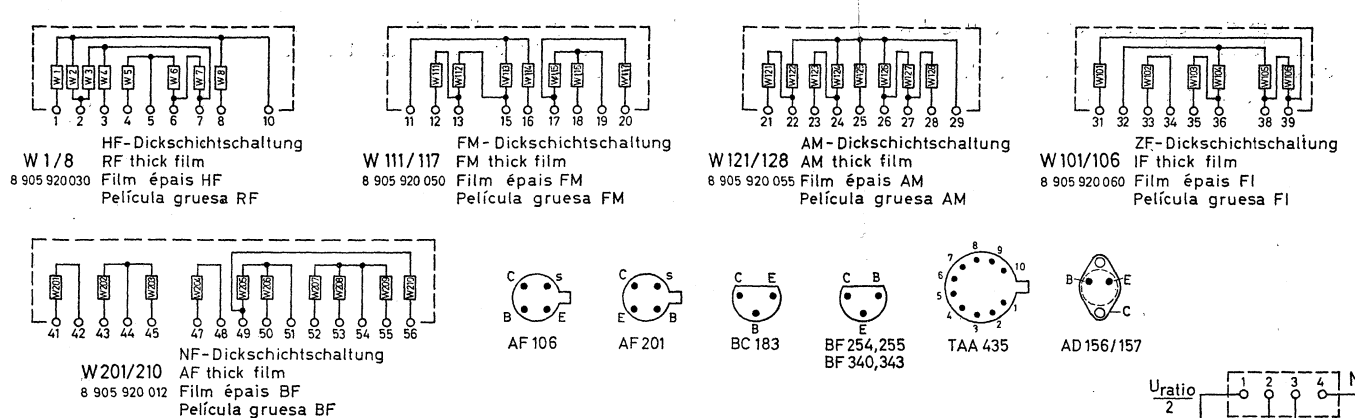 W1 W2 W3 W4 W5 W6 W7 W8
1 2 3 4 5 6 7 8 10
HF-Dickschichtschaltung
W 1/8 RF thick film
8 905 920 030 Film épais HF
Película gruesa RF
W111 W112 W113 W114 W115 W116 W117
11 12 13 15 16 17 18 19 20
FM-Dickschichtschaltung
W 111/117 FM thick film
8 905 920 050 Film épais FM
Película gruesa FM
W121 W122 W123 W124 W125 W126 W127 W128
21 22 23 24 25 26 27 28 29
AM-Dickschichtschaltung
W 121/128 AM thick film
8 905 920 055 Film épais AM
Película gruesa AM
W101 W102 W103 W104 W105 W106
31 32 33 34 35 36 38 39
ZF-Dickschichtschaltung
W 101/106 IF thick film
8 905 920 060 Film épais FI
Película gruesa FI
W201 W202 W203 W204 W205 W206 W207 W208 W209 W210
41 42 43 44 45 47 48 49 50 51 52 53 54 55 56
NF-Dickschichtschaltung
W 201/210 AF thick film
8 905 920 012 Film épais BF
Película gruesa BF
C S
B E
AF 106
C S
E B
AF 201
C E
B
BC 183
C B
E
BF 254, 255
BF 340, 343
8 9
7 10
6
5
4 3 2 1
TAA 435
B E
C
AD 156/157
Uratio
2
1 2 3 4